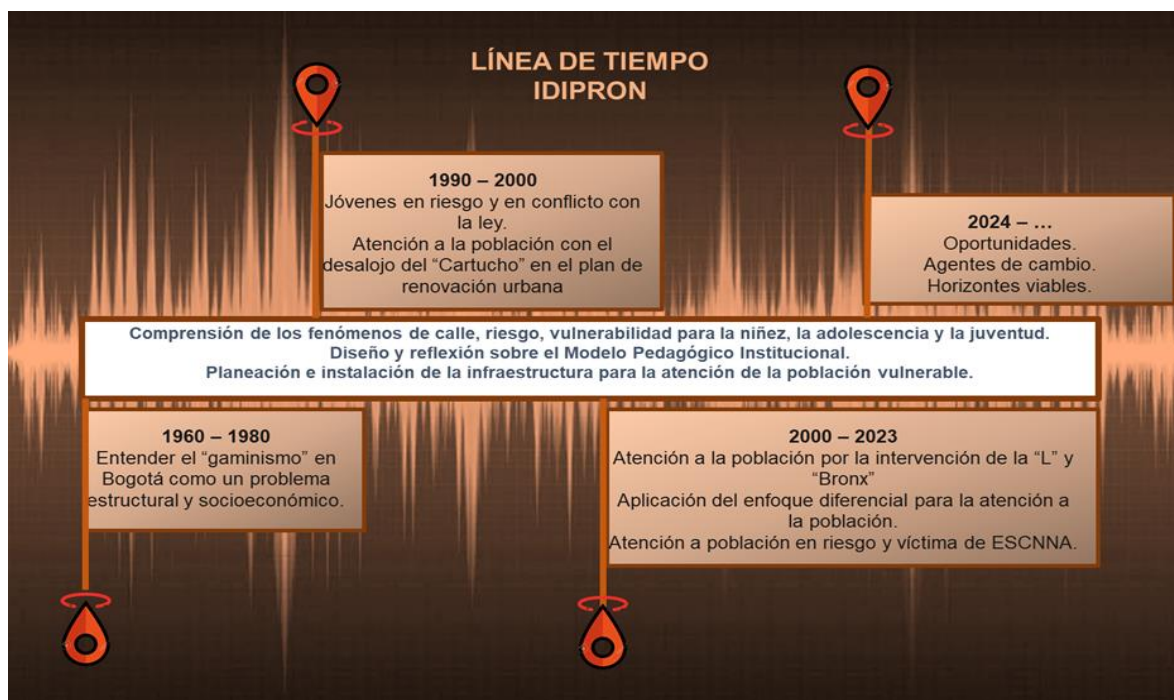 LÍNEA DE TIEMPO
IDIPRON
1990 – 2000
Jóvenes en riesgo y en conflicto con
la ley.
Atención a la población con el
desalojo del “Cartucho” en el plan de
renovación urbana
2024 – ...
Oportunidades.
Agentes de cambio.
Horizontes viables.
Comprensión de los fenómenos de calle, riesgo, vulnerabilidad para la niñez, la adolescencia y la juventud.
Diseño y reflexión sobre el Modelo Pedagógico Institucional.
Planeación e instalación de la infraestructura para la atención de la población vulnerable.
1960 – 1980
Entender el “gaminismo” en
Bogotá como un problema
estructural y socioeconómico.
2000 – 2023
Atención a la población por la intervención de la “L” y
“Bronx”
Aplicación del enfoque diferencial para la atención a
la población.
Atención a población en riesgo y víctima de ESCNNA.